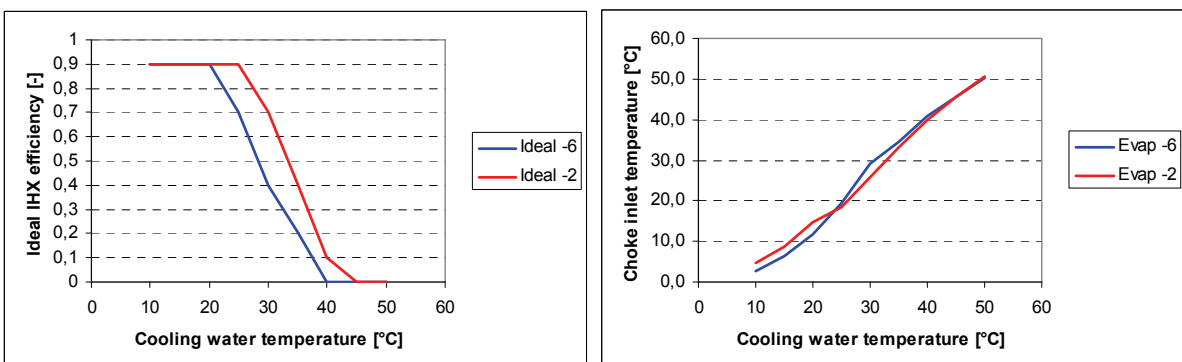 Ideal IHX efficiency [-]
1
0,9
0,8
0,7
0,6
0,5
0,4
0,3
0,2
0,1
0
0 10 20 30 40 50 60
Cooling water temperature [°C]
Ideal -6
Ideal -2
Choke inlet temperature [°C]
60,0
50,0
40,0
30,0
20,0
10,0
0,0
0 10 20 30 40 50 60
Cooling water temperature [°C]
Evap -6
Evap -2